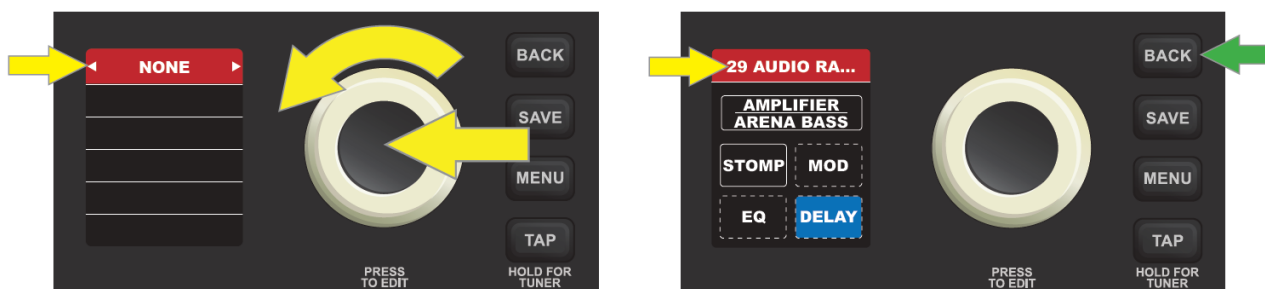 NONE
BACK
SAVE
MENU
TAP
PRESS
TO EDIT
HOLD FOR
TUNER
29 AUDIO RA...
AMPLIFIER
ARENA BASS
STOMP
MOD
EQ
DELAY
BACK
SAVE
MENU
TAP
PRESS
TO EDIT
HOLD FOR
TUNER